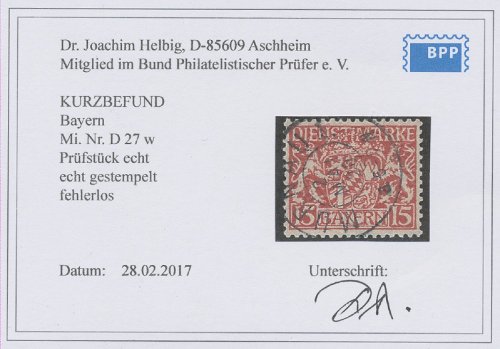 Dr. Joachim Helbig, D-85609 Aschheim
Mitglied im Bund Philatelistischer Prüfer e. V.
BPP
KURZBEFUND
Bayern
Mi. Nr. D 27 w
Prüfstück echt
echt gestempelt
fehlerlos
DIENSTMARKE
15 BAYERN 15
Datum: 28.02.2017
Unterschrift: